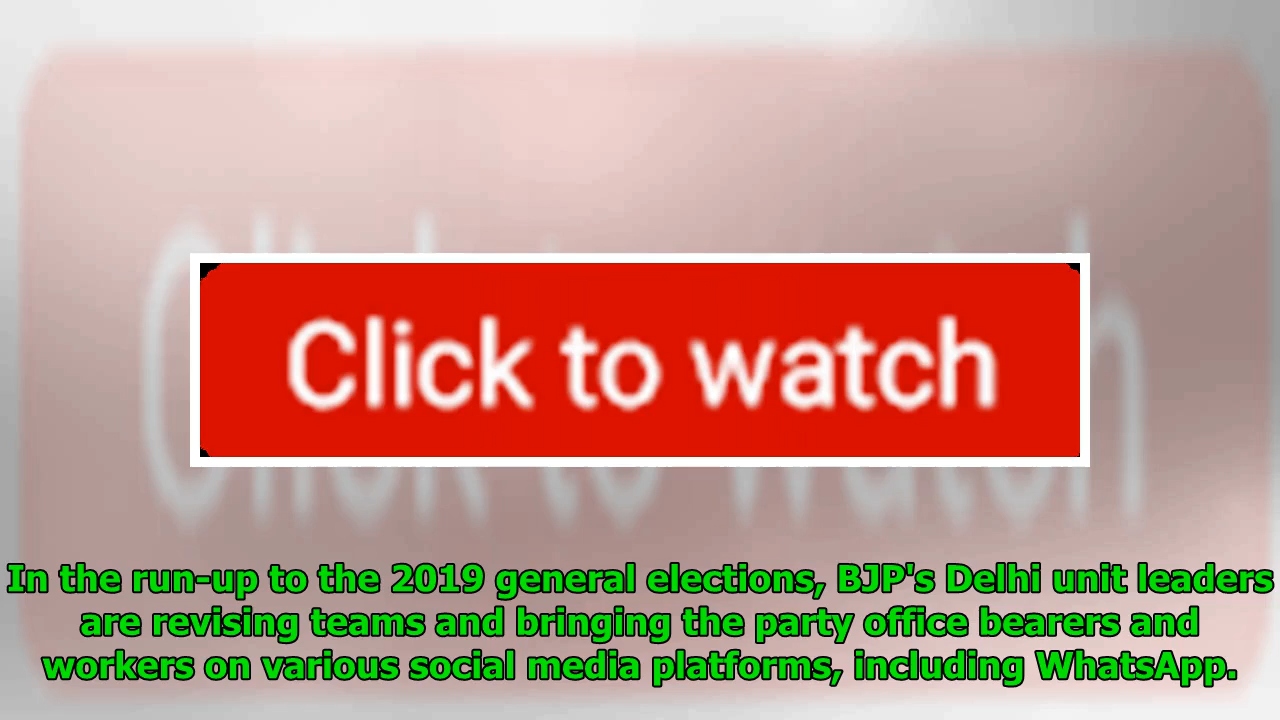 Click to watch
In the run-up to the 2019 general elections, BJP's Delhi unit leaders
are revising teams and bringing the party office bearers and
workers on various social media platforms, including WhatsApp.